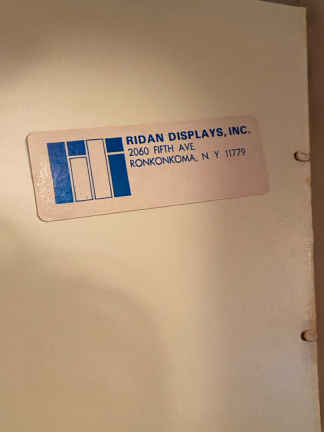 RIDAN DISPLAYS, INC.
2060 FIFTH AVE.
RONKONKOMA, N. Y 11779